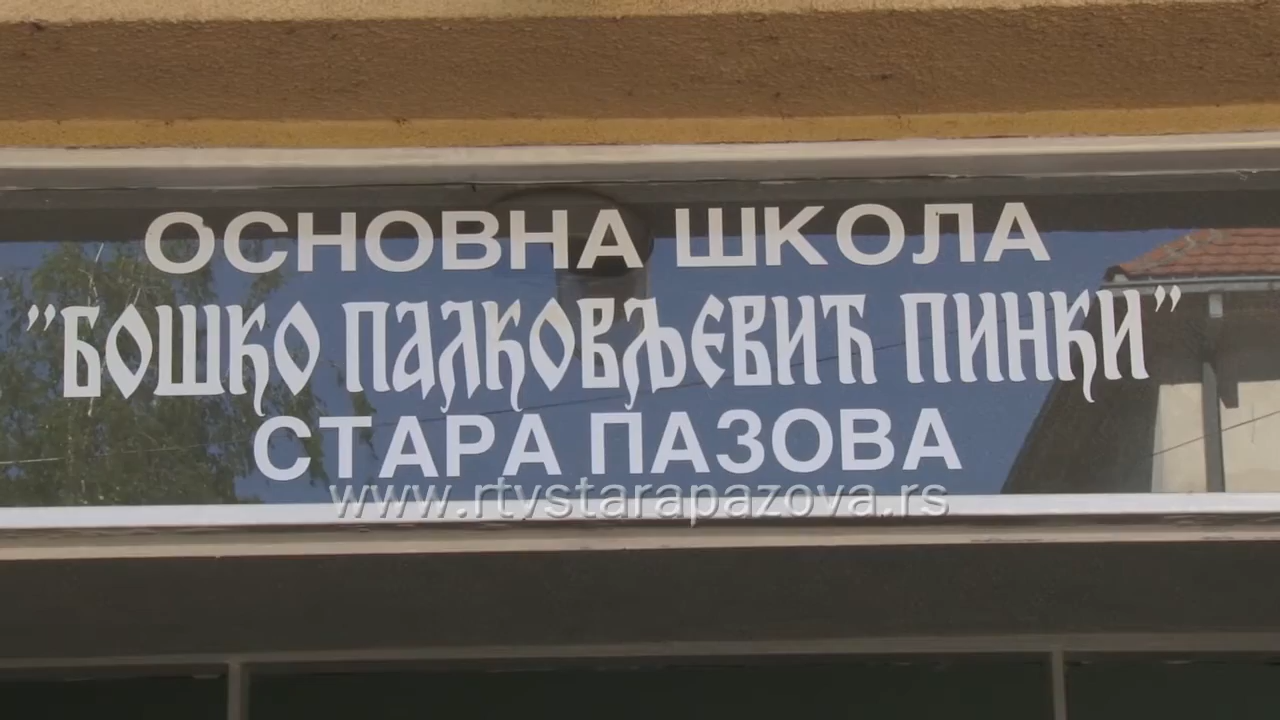 ОСНОВНА ШКОЛА
"БОШКО ПАЛКОВЉЕВИЋ ПИНКИ"
СТАРА ПАЗОВА
www.rtvstarapazova.rs